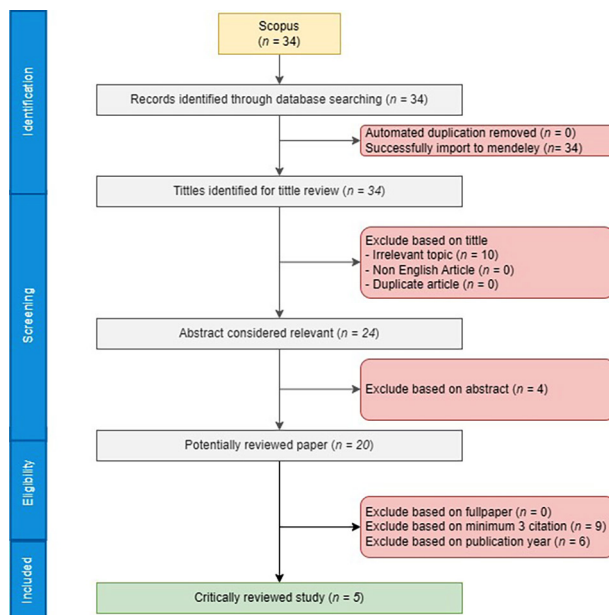 Scopus
(n = 34)
Identification
Records identified through database searching (n = 34)
Automated duplication removed (n = 0)
Successfully import to mendeley (n= 34)
Tittles identified for tittle review (n = 34)
Screening
Exclude based on tittle
- Irrelevant topic (n = 10)
- Non English Article (n = 0)
- Duplicate article (n = 0)
Abstract considered relevant (n = 24)
Exclude based on abstract (n = 4)
Potentially reviewed paper (n = 20)
Eligibility
Exclude based on fullpaper (n = 0)
Exclude based on minimum 3 citation (n = 9)
Exclude based on publication year (n = 6)
Included
Critically reviewed study (n = 5)